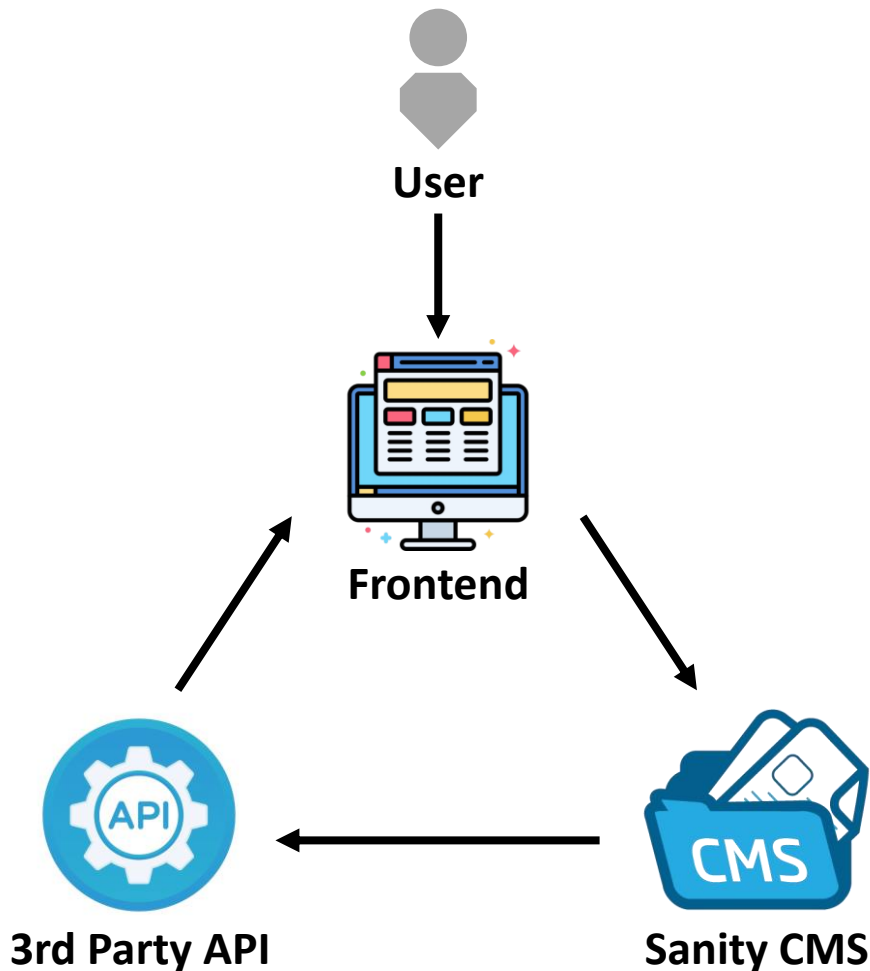 User
Frontend
API
CMS
3rd Party API
Sanity CMS